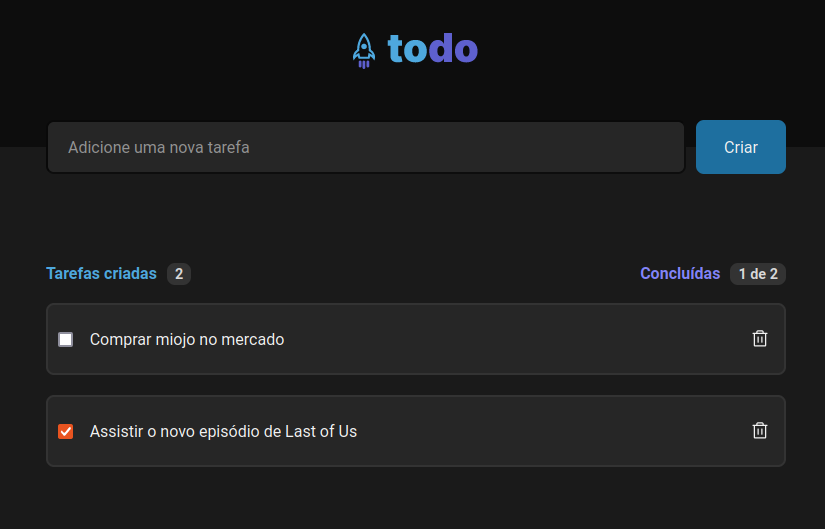 todo
Adicione uma nova tarefa
Criar
Tarefas criadas 2
Concluídas 1 de 2
Comprar miojo no mercado
Assistir o novo episódio de Last of Us